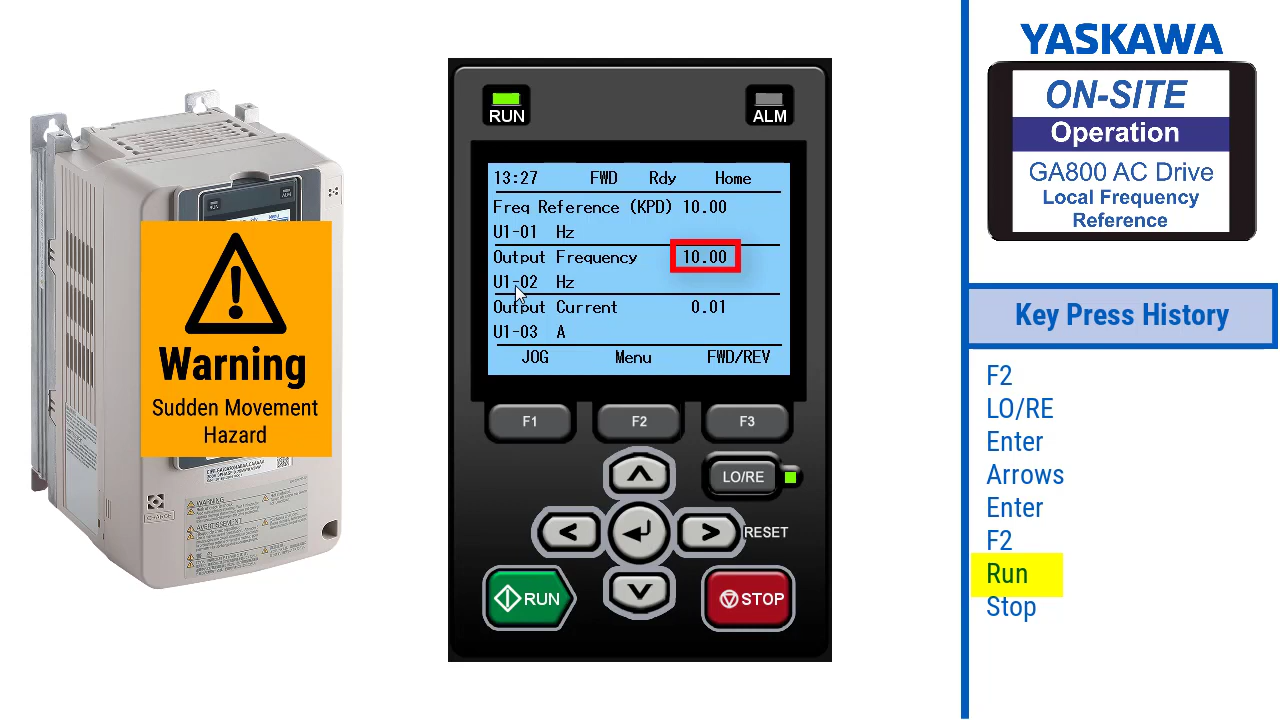 Warning
Sudden Movement
Hazard
WARNING
AVERTISSEMENT
CHARGE
RUN
ALM
13:27 FWD Rdy Home
Freq Reference (KPD) 10.00
U1-01 Hz
Output Frequency 10.00
U1-02 Hz
Output Current 0.01
U1-03 A
JOG Menu FWD/REV
F1 F2 F3
LO/RE
RESET
RUN STOP
YASKAWA
ON-SITE
Operation
GA800 AC Drive
Local Frequency
Reference
Key Press History
F2
LO/RE
Enter
Arrows
Enter
F2
Run
Stop